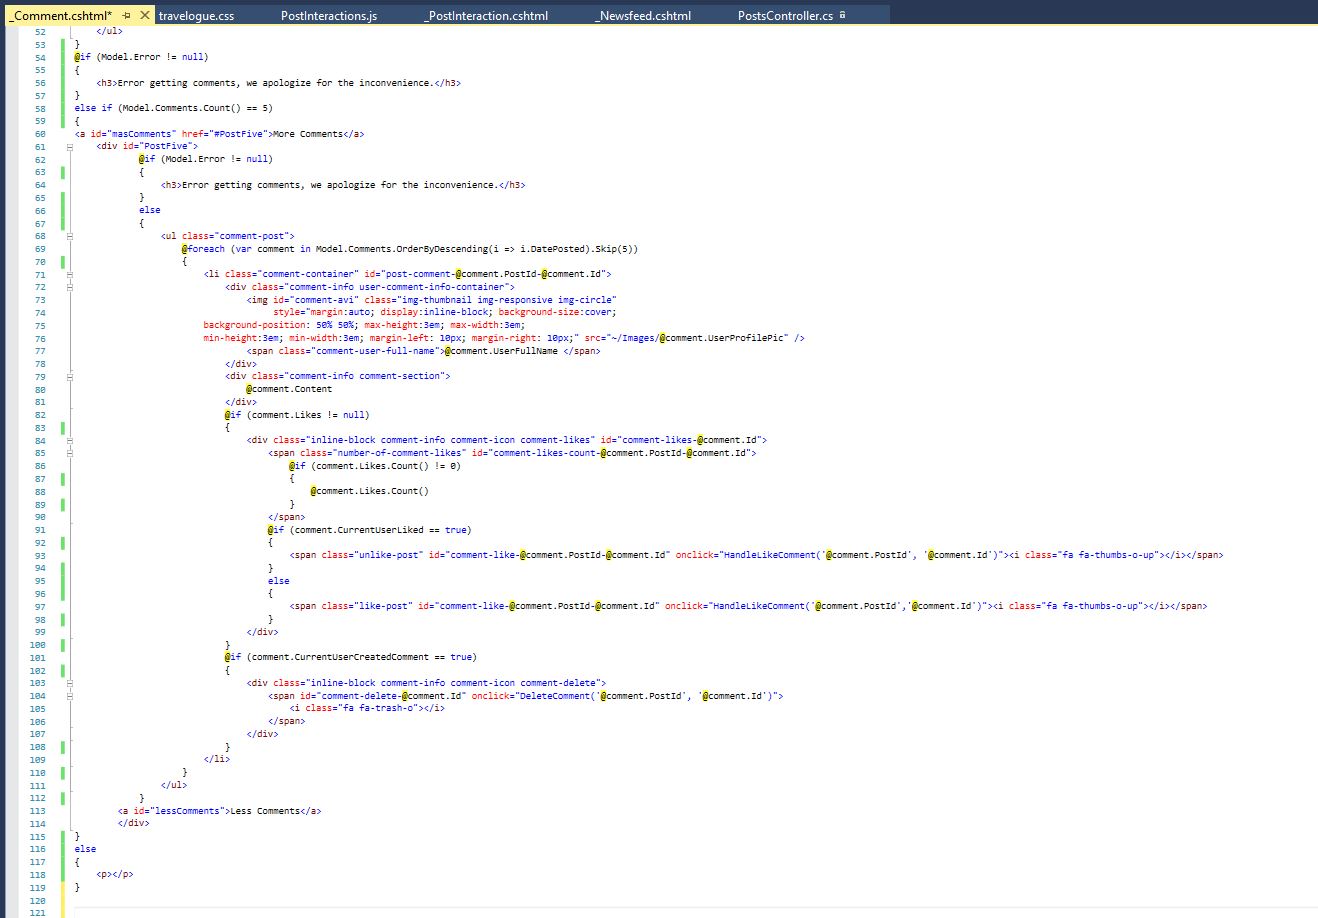 _Comment.cshtml* travelogue.css PostInteractions.js _PostInteraction.cshtml _Newsfeed.cshtml PostsController.cs
52 </ul>
53 }
54 @if (Model.Error != null)
55 {
56 <h3>Error getting comments, we apologize for the inconvenience.</h3>
57 }
58 else if (Model.Comments.Count() == 5)
59 {
60 <a id="masComments" href="#PostFive">More Comments</a>
61 <div id="PostFive">
62 @if (Model.Error != null)
63 {
64 <h3>Error getting comments, we apologize for the inconvenience.</h3>
65 }
66 else
67 {
68 <ul class="comment-post">
69 @foreach (var comment in Model.Comments.OrderByDescending(i => i.DatePosted).Skip(5))
70 {
71 <li class="comment-container" id="post-comment-@comment.PostId-@comment.Id">
72 <div class="comment-info user-comment-info-container">
73 <img id="comment-avi" class="img-thumbnail img-responsive img-circle"
74 style="margin:auto; display:inline-block; background-size:cover;
75 background-position: 50% 50%; max-height:3em; max-width:3em;
76 min-height:3em; min-width:3em; margin-left: 10px; margin-right: 10px;" src="~/Images/@comment.UserProfilePic" />
77 <span class="comment-user-full-name">@comment.UserFullName </span>
78 </div>
79 <div class="comment-info comment-section">
80 @comment.Content
81 </div>
82 @if (comment.Likes != null)
83 {
84 <div class="inline-block comment-info comment-icon comment-likes" id="comment-likes-@comment.Id">
85 <span class="number-of-comment-likes" id="comment-likes-count-@comment.PostId-@comment.Id">
86 @if (comment.Likes.Count() != 0)
87 {
88 @comment.Likes.Count()
89 }
90 </span>
91 @if (comment.CurrentUserLiked == true)
92 {
93 <span class="unlike-post" id="comment-like-@comment.PostId-@comment.Id" onclick="HandleLikeComment('@comment.PostId', '@comment.Id')"><i class="fa fa-thumbs-o-up"></i></span>
94 }
95 else
96 {
97 <span class="like-post" id="comment-like-@comment.PostId-@comment.Id" onclick="HandleLikeComment('@comment.PostId','@comment.Id')"><i class="fa fa-thumbs-o-up"></i></span>
98 }
99 </div>
100 }
101 @if (comment.CurrentUserCreatedComment == true)
102 {
103 <div class="inline-block comment-info comment-icon comment-delete">
104 <span id="comment-delete-@comment.Id" onclick="DeleteComment('@comment.PostId', '@comment.Id')">
105 <i class="fa fa-trash-o"></i>
106 </span>
107 </div>
108 }
109 </li>
110 }
111 </ul>
112 }
113 <a id="lessComments">Less Comments</a>
114 </div>
115 }
116 else
117 {
118 <p></p>
119 }
120
121